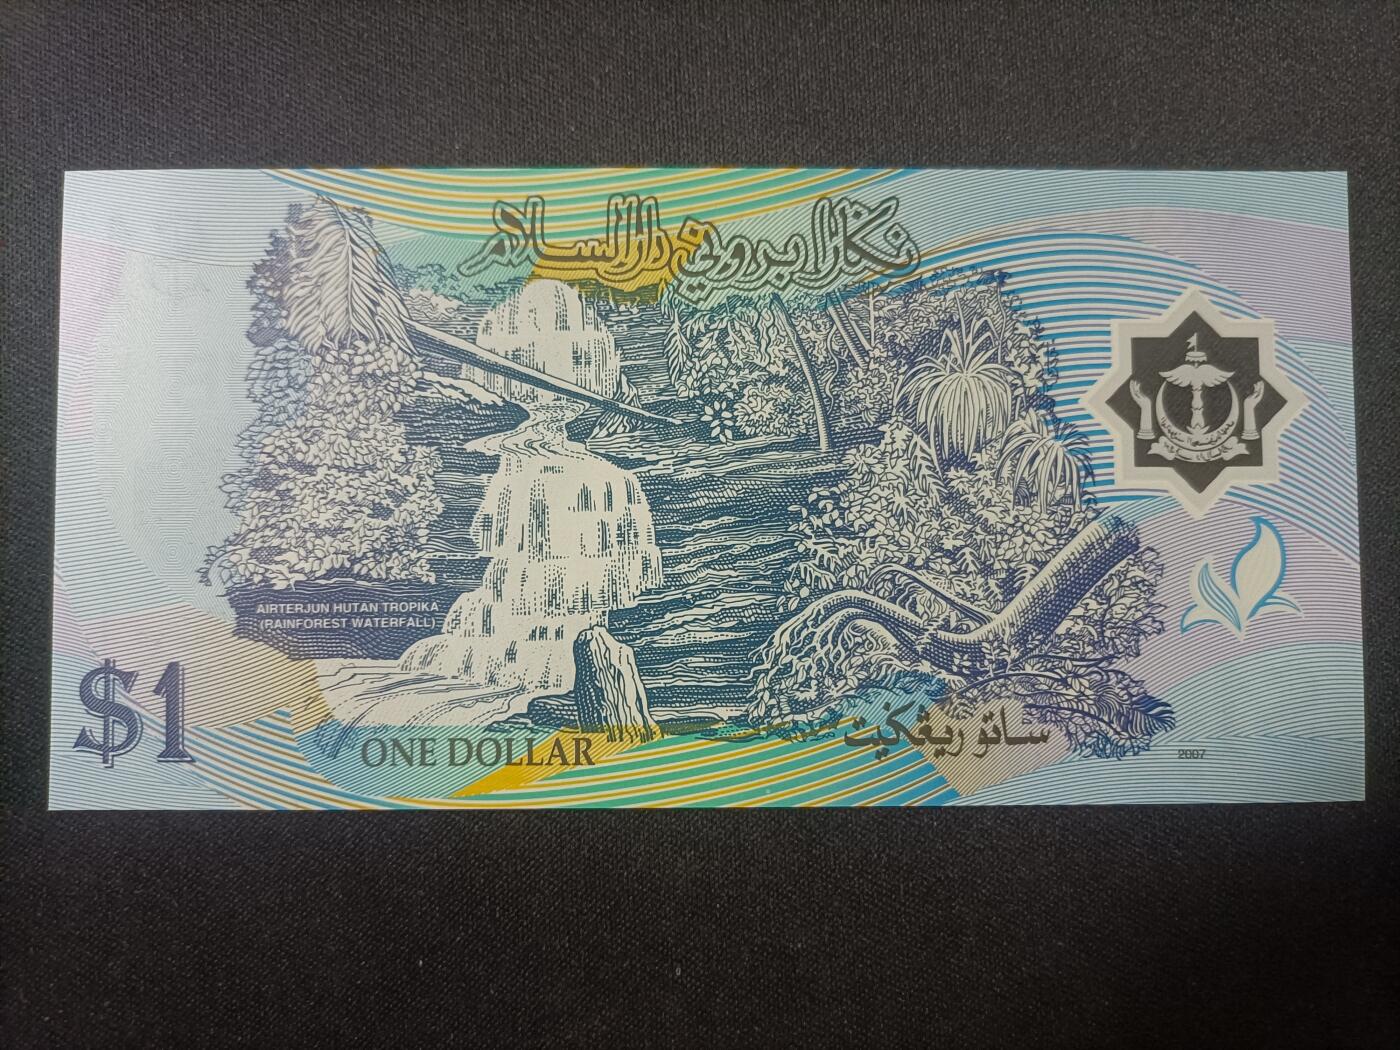 نݢارا بروني دارالسلام
AIRTERJUN HUTAN TROPIKA
(RAINFOREST WATERFALL)
$1
ONE DOLLAR
ساتو ريڠݢيت
2007